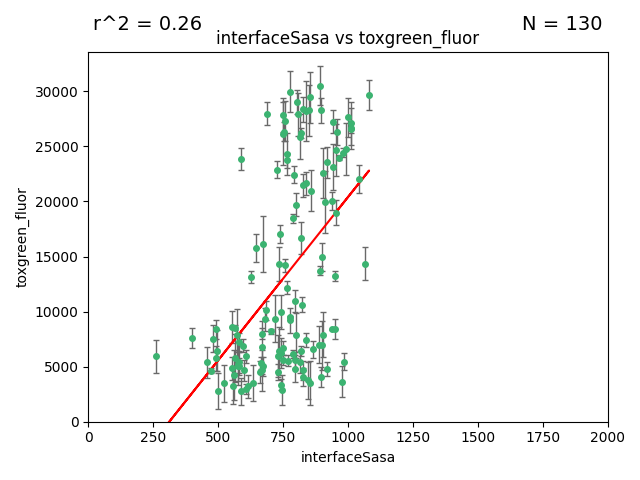 r^2 = 0.26
N = 130
interfaceSasa vs toxgreen_fluor
toxgreen_fluor
30000
25000
20000
15000
10000
5000
0
0 250 500 750 1000 1250 1500 1750 2000
interfaceSasa